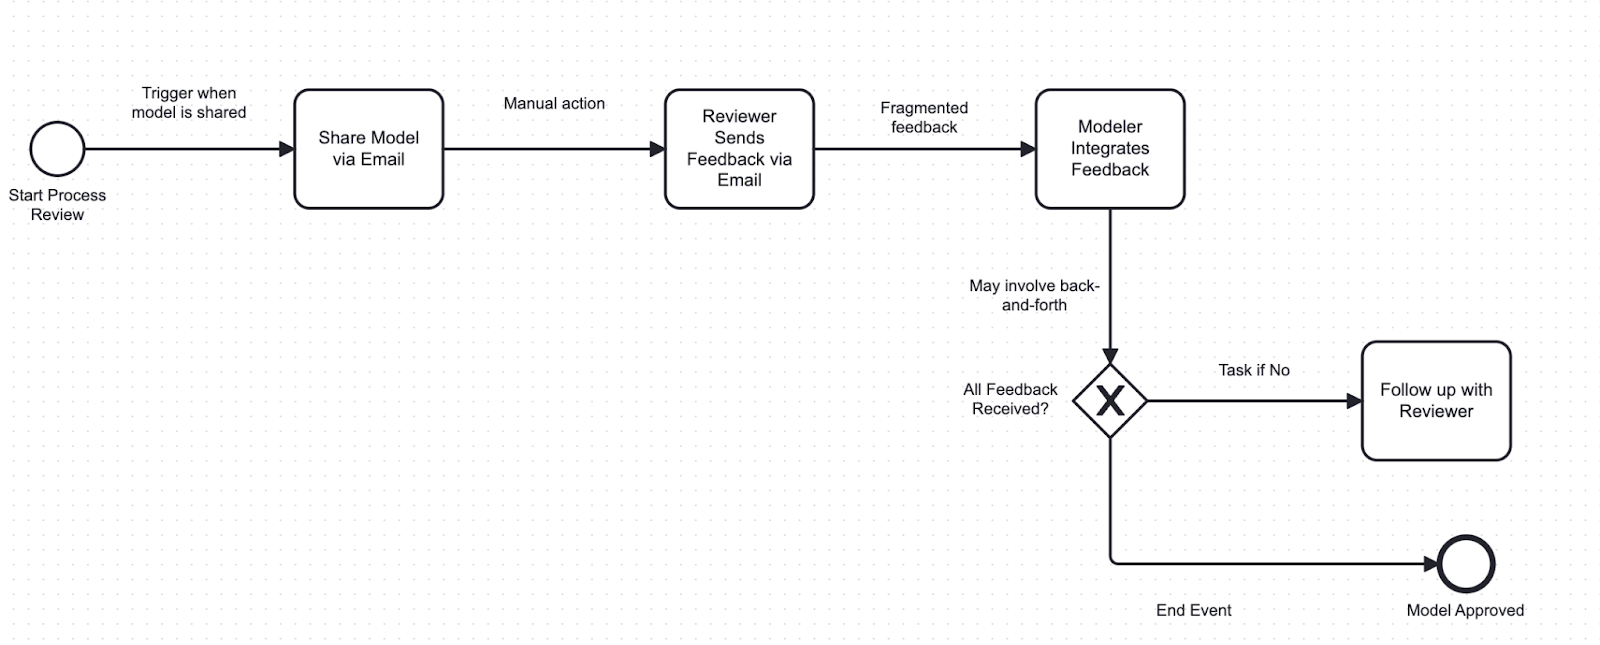 Trigger when
model is shared
Start Process
Review
Share Model
via Email
Manual action
Reviewer
Sends
Feedback via
Email
Fragmented
feedback
Modeler
Integrates
Feedback
May involve back-
and-forth
All Feedback
Received?
X
Task if No
Follow up with
Reviewer
End Event
Model Approved